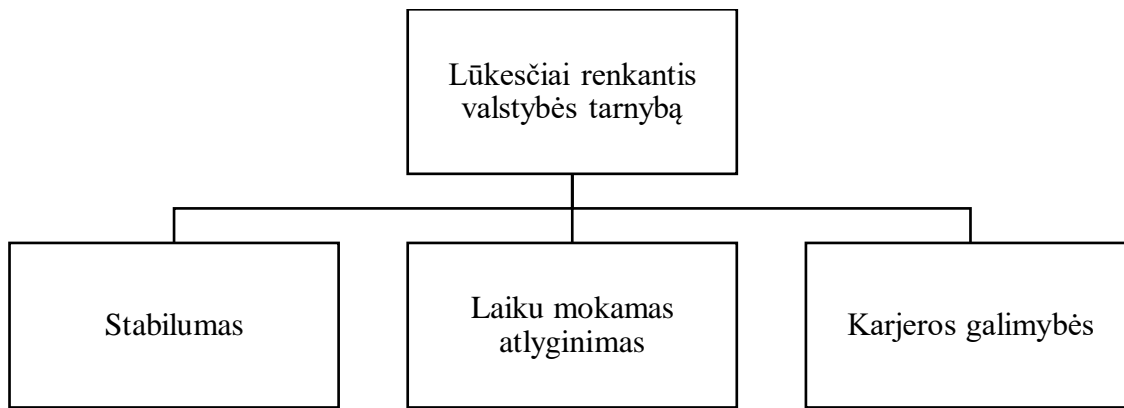 Lūkesčiai renkantis
valstybės tarnybą
Stabilumas
Laiku mokamas
atlyginimas
Karjeros galimybės